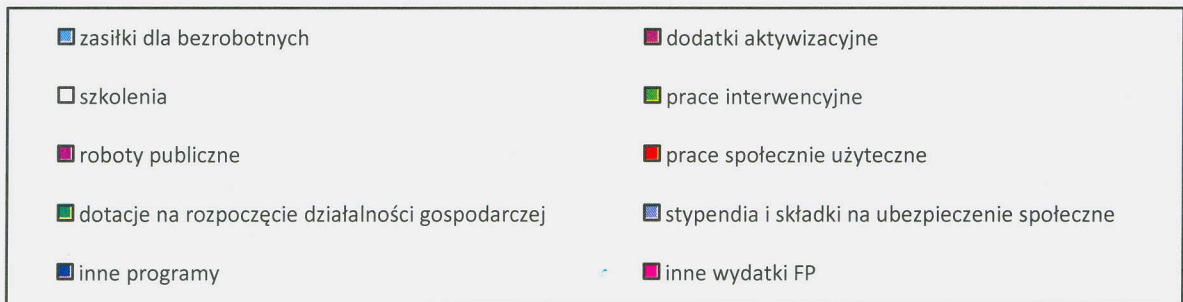 zasiłki dla bezrobotnych
dodatki aktywizacyjne
szkolenia
prace interwencyjne
roboty publiczne
prace społecznie użyteczne
dotacje na rozpoczęcie działalności gospodarczej
stypendia i składki na ubezpieczenie społeczne
inne programy
inne wydatki FP